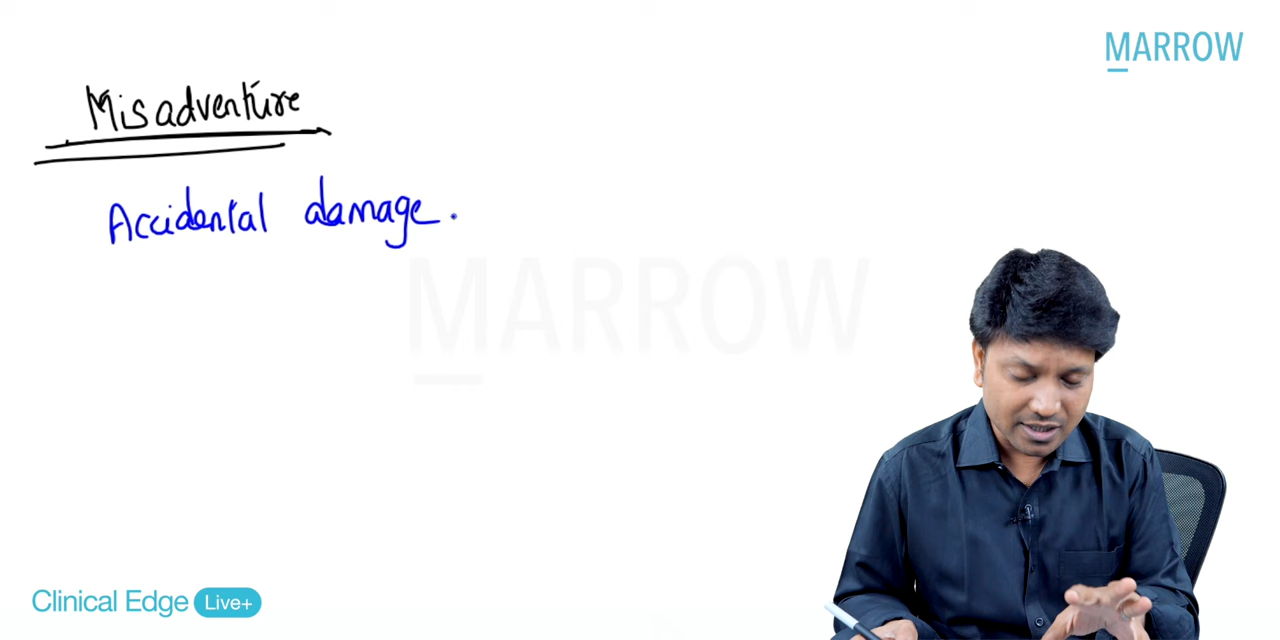 MARROW
Misadventure
Accidental damage.
MARROW
Clinical Edge Live+